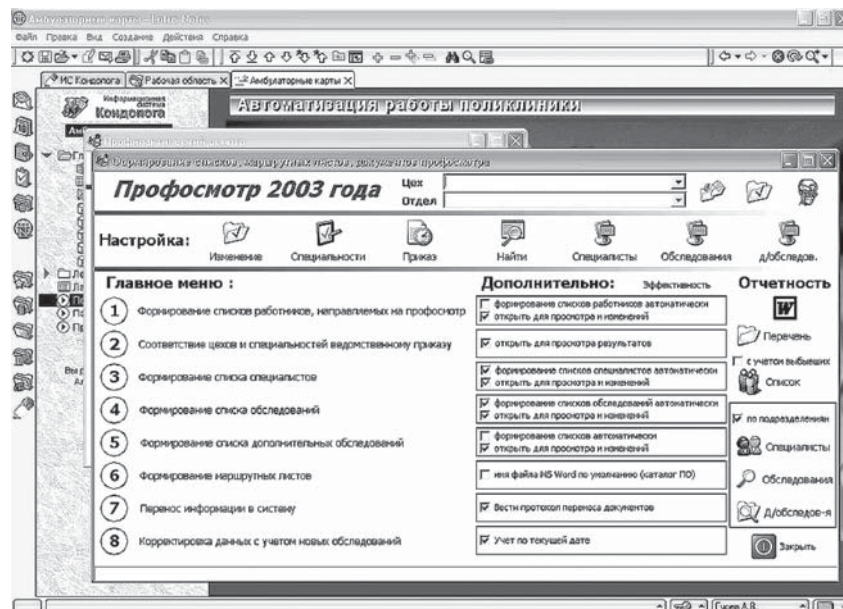 Амбулаторные карты - Lotus Notes
Файл Правка Вид Создание Действия Справка
ИС Кондопога Рабочая область Амбулаторные карты
Информационная
система
Кондопога
Автоматизация работы поликлиники
Формирование списков, маршрутных листов, документов профосмотра
Профосмотр 2003 года
Цех
Отдел
Настройка:
Изменение Специальности Приказ Найти Специалисты Обследования д/обследов.
Главное меню :
Дополнительно: Эффективность
Отчетность
1 Формирование списков работников, направляемых на профосмотр
формирование списков работников автоматически
открыть для просмотра и изменений
W
Перечень
2 Соответствие цехов и специальностей ведомственному приказу
открыть для просмотра результатов
с учетом выбывших
3 Формирование списка специалистов
формирование списков специалистов автоматически
открыть для просмотра и изменений
Список
4 Формирование списка обследований
формирование списков обследований автоматически
открыть для просмотра и изменений
по подразделениям
5 Формирование списка дополнительных обследований
формирование списков автоматически
открыть для просмотра и изменений
Специалисты
6 Формирование маршрутных листов
имя файла MS Word по умолчанию (каталог ПО)
Обследования
7 Перенос информации в систему
Вести протокол переноса документов
Д/обследов-я
8 Корректировка данных с учетом новых обследований
Учет по текущей дате
Закрыть